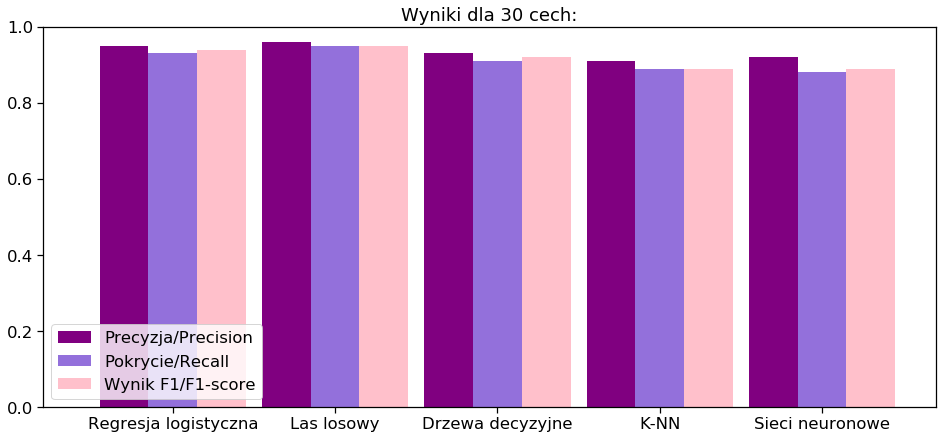 Wyniki dla 30 cech:
1.0
0.8
0.6
0.4
0.2
0.0
Precyzja/Precision
Pokrycie/Recall
Wynik F1/F1-score
Regresja logistyczna
Las losowy
Drzewa decyzyjne
K-NN
Sieci neuronowe